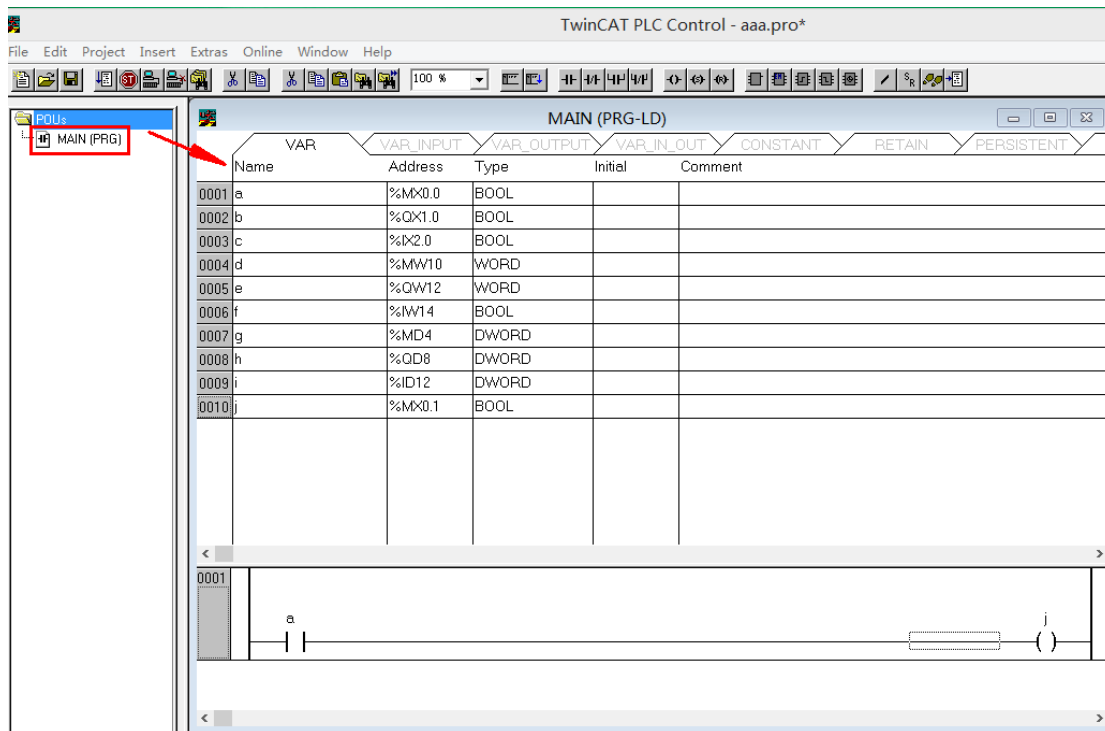 TwinCAT PLC Control - aaa.pro*
File Edit Project Insert Extras Online Window Help
100 %
POUs
MAIN (PRG)
MAIN (PRG-LD)
VAR VAR_INPUT VAR_OUTPUT VAR_IN_OUT CONSTANT RETAIN PERSISTENT
Name Address Type Initial Comment
0001 a %MX0.0 BOOL
0002 b %QX1.0 BOOL
0003 c %IX2.0 BOOL
0004 d %MW10 WORD
0005 e %QW12 WORD
0006 f %IW14 BOOL
0007 g %MD4 DWORD
0008 h %QD8 DWORD
0009 i %ID12 DWORD
0010 j %MX0.1 BOOL
0001
a j